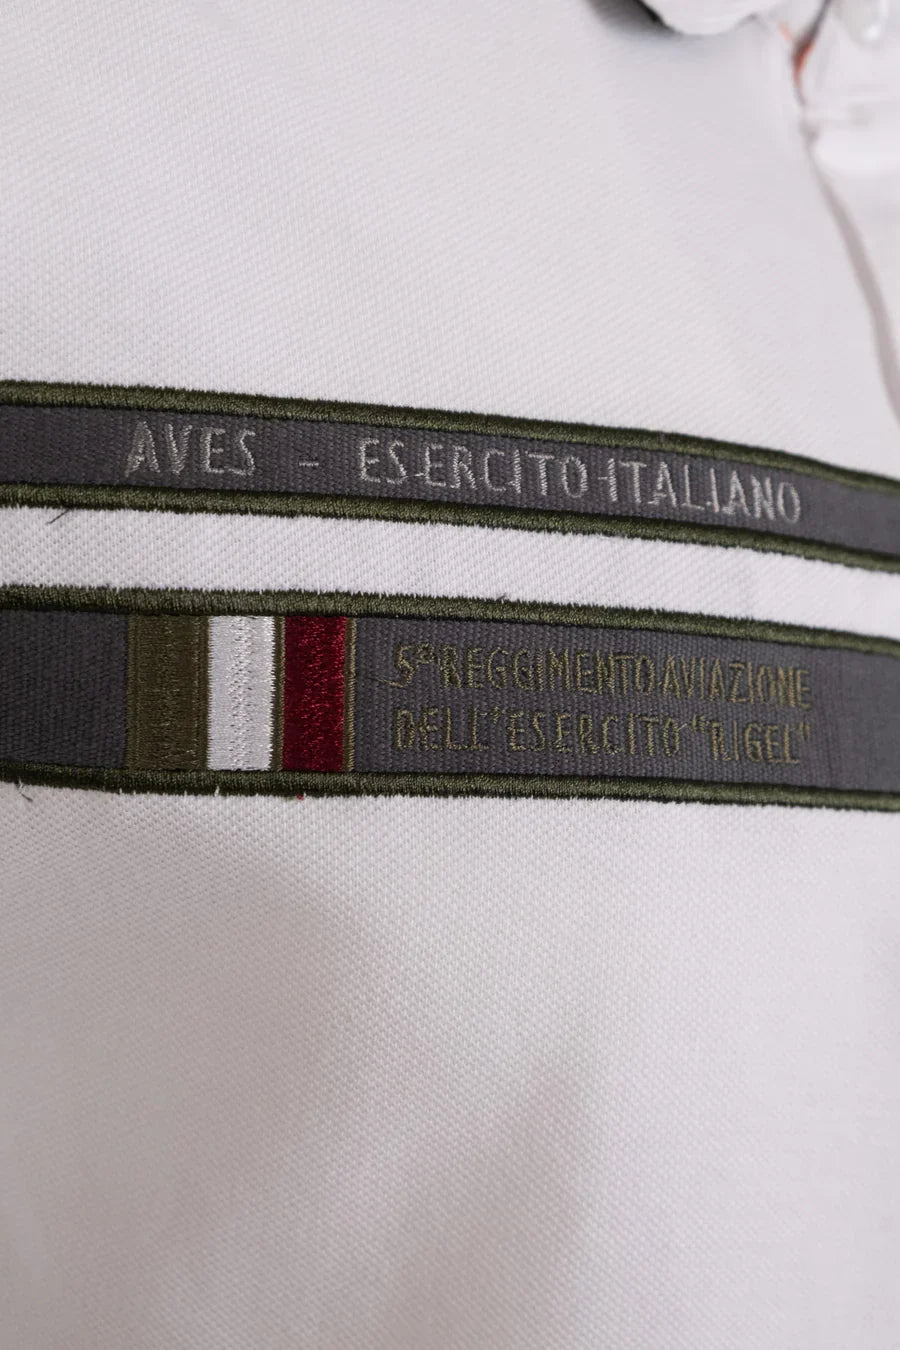 AVES - ESERCITO ITALIANO
5° REGGIMENTO AVIAZIONE
DELL'ESERCITO "RIGEL"